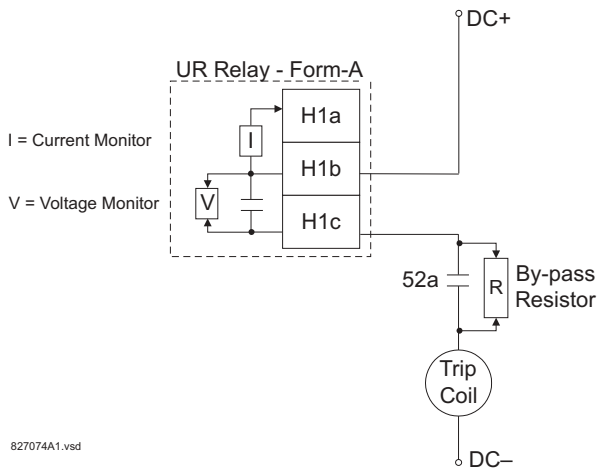 DC+
UR Relay - Form-A
H1a
I
I = Current Monitor
H1b
V = Voltage Monitor
V
H1c
52a
R
By-pass
Resistor
Trip
Coil
827074A1.vsd
DC–